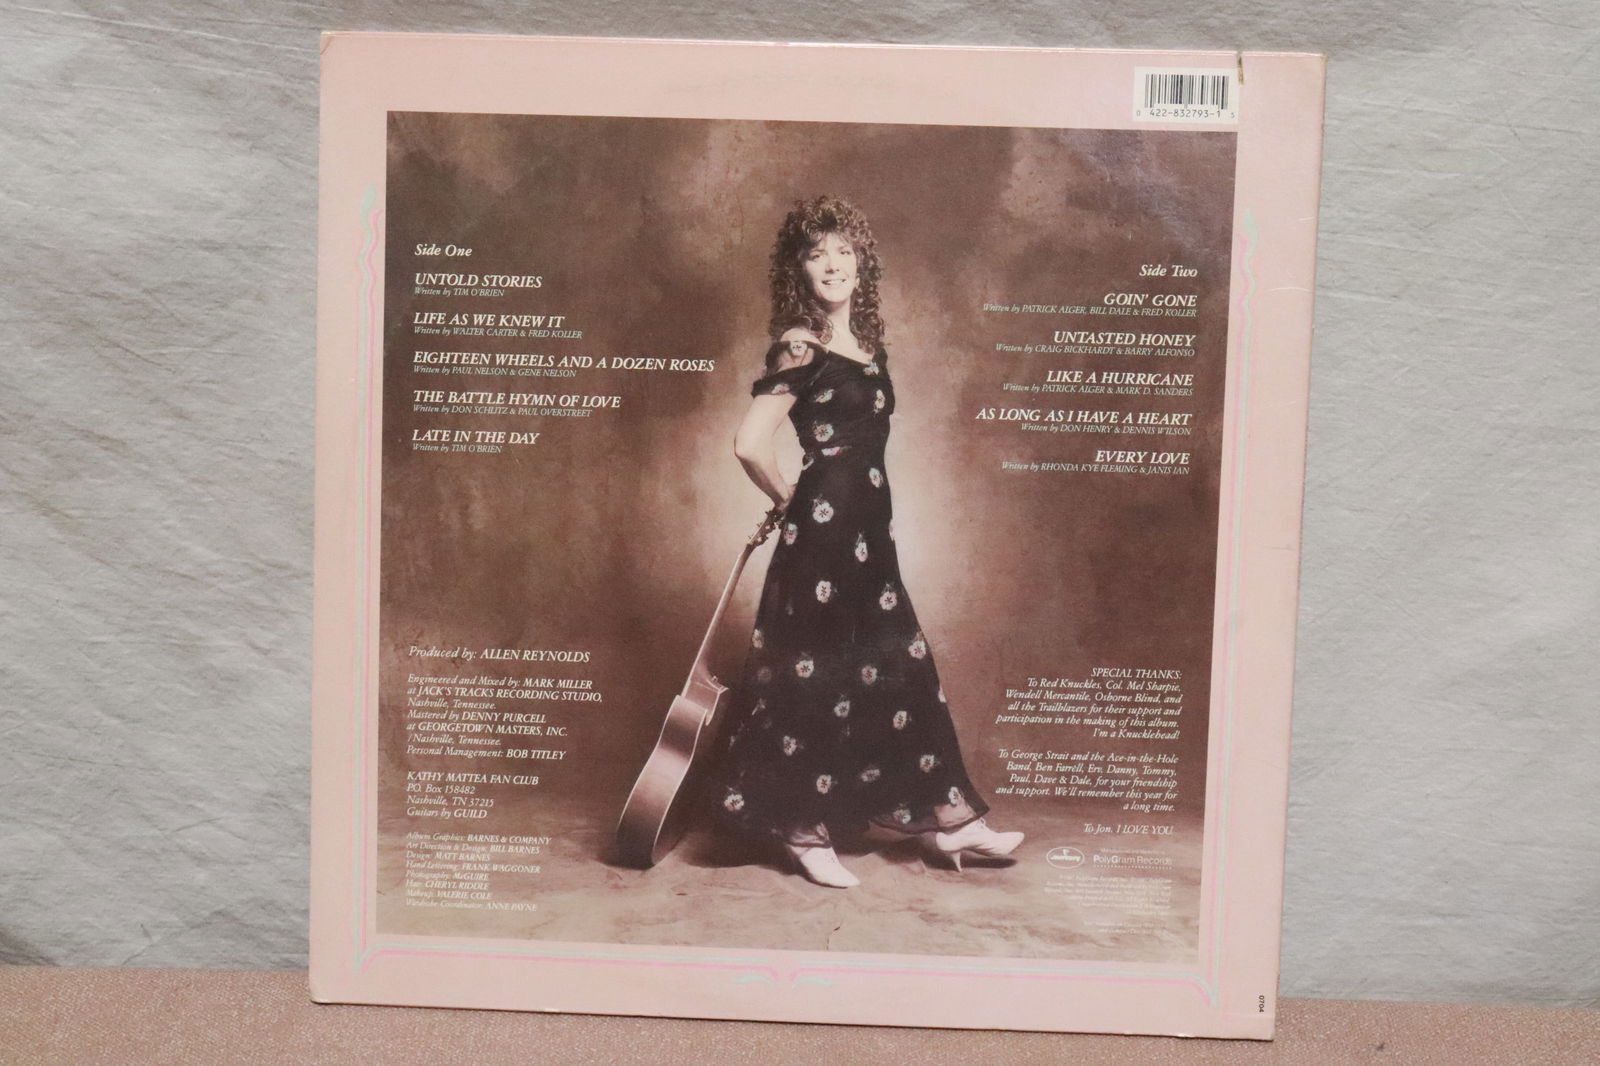 0 422-832793-1 5
Side One
UNTOLD STORIES
Written by TIM O'BRIEN
LIFE AS WE KNEW IT
Written by WALTER CARTER & FRED KOLLER
EIGHTEEN WHEELS AND A DOZEN ROSES
Written by PAUL NELSON & GENE NELSON
THE BATTLE HYMN OF LOVE
Written by DON SCHLITZ & PAUL OVERSTREET
LATE IN THE DAY
Written by TIM O'BRIEN
Side Two
GOIN' GONE
Written by PATRICK ALGER, BILL DALE & FRED KOLLER
UNTASTED HONEY
Written by CRAIG BICKHARDT & BARRY ALFONSO
LIKE A HURRICANE
Written by PATRICK ALGER & MARK D. SANDERS
AS LONG AS I HAVE A HEART
Written by DON HENRY & DENNIS WILSON
EVERY LOVE
Written by RHONDA KYE FLEMING & JANIS IAN
Produced by: ALLEN REYNOLDS
Engineered and Mixed by: MARK MILLER
at JACK'S TRACKS RECORDING STUDIO,
Nashville, Tennessee.
Mastered by DENNY PURCELL
at GEORGETOWN MASTERS, INC.
/Nashville, Tennessee.
Personal Management: BOB TITLEY
KATHY MATTEA FAN CLUB
P.O. Box 158482
Nashville, TN 37215
Guitars by GUILD
Album Graphics: BARNES & COMPANY
Art Direction & Design: BILL BARNES
Design: MATT BARNES
Hand Lettering: FRANK WAGGONER
Photography: McGUIRE
Hair: CHERYL RIDDLE
Makeup: VALERIE COLE
Wardrobe Coordinator: ANNE PAYNE
SPECIAL THANKS:
To Red Knuckles, Col. Mel Sharpie,
Wendell Mercantile, Osborne Blind, and
all the Trailblazers for their support and
participation in the making of this album.
I'm a Knucklehead!
To George Strait and the Ace-in-the-Hole
Band, Ben Farrell, Erv, Danny, Tommy,
Paul, Dave & Dale, for your friendship
and support. We'll remember this year for
a long time.
To Jon. I LOVE YOU.
mercury
PolyGram Records
0704